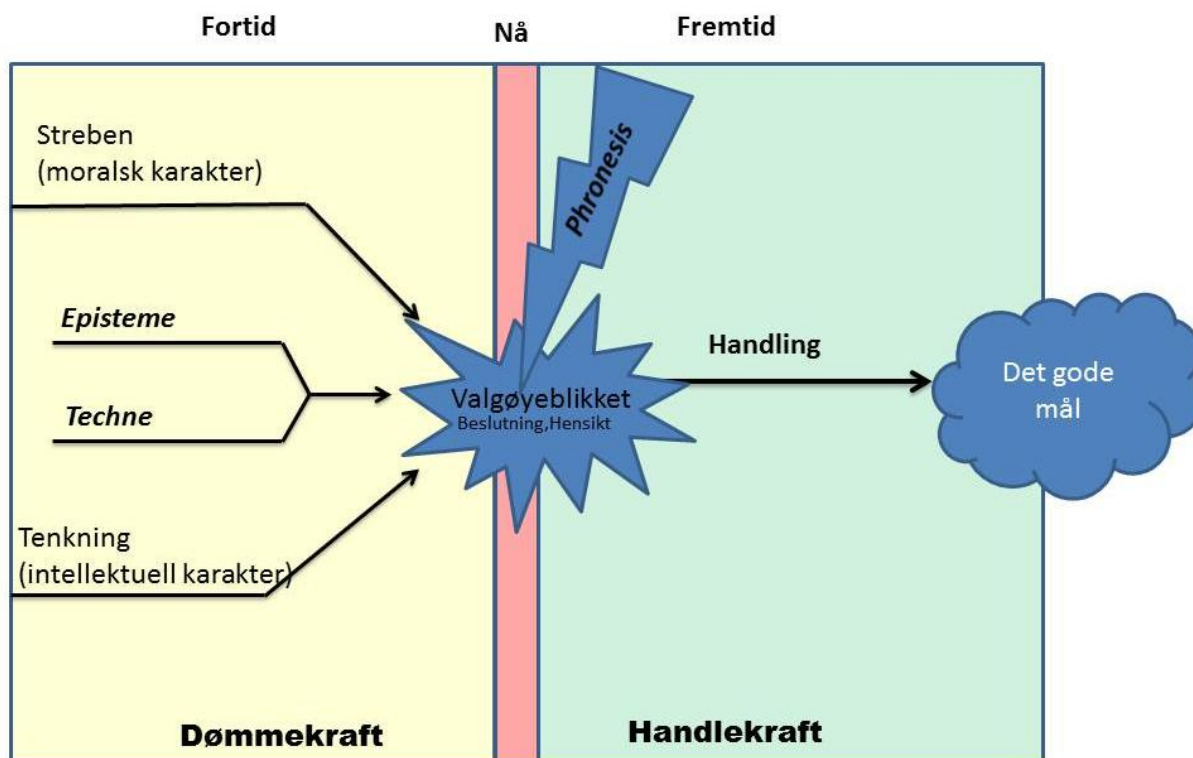 Fortid
Nå
Fremtid
Streben
(moralsk karakter)
Phronesis
Episteme
Techne
Valgøyeblikket
Beslutning,Hensikt
Handling
Det gode
mål
Tenkning
(intellektuell karakter)
Dømmekraft
Handlekraft